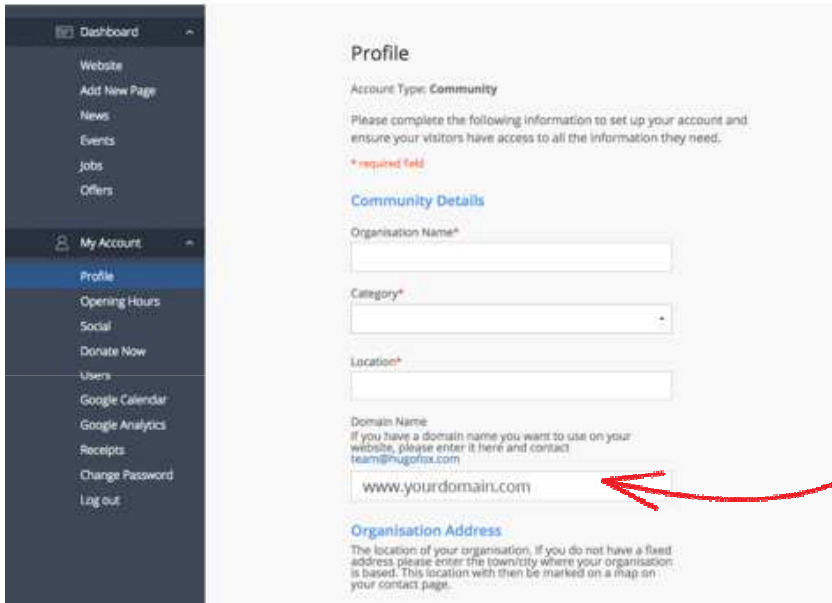 Dashboard
Website
Add New Page
News
Events
Jobs
Offers
My Account
Profile
Opening Hours
Social
Donate Now
Users
Google Calendar
Google Analytics
Receipts
Change Password
Log out
Profile
Account Type: Community
Please complete the following information to set up your account and
ensure your visitors have access to all the information they need.
* required field
Community Details
Organisation Name*
Category*
Location*
Domain Name
If you have a domain name you want to use on your
website, please enter it here and contact
team@hugofox.com
www.yourdomain.com
Organisation Address
The location of your organisation. If you do not have a fixed
address please enter the town/city where your organisation
is based. This location with then be marked on a map on
your contact page.